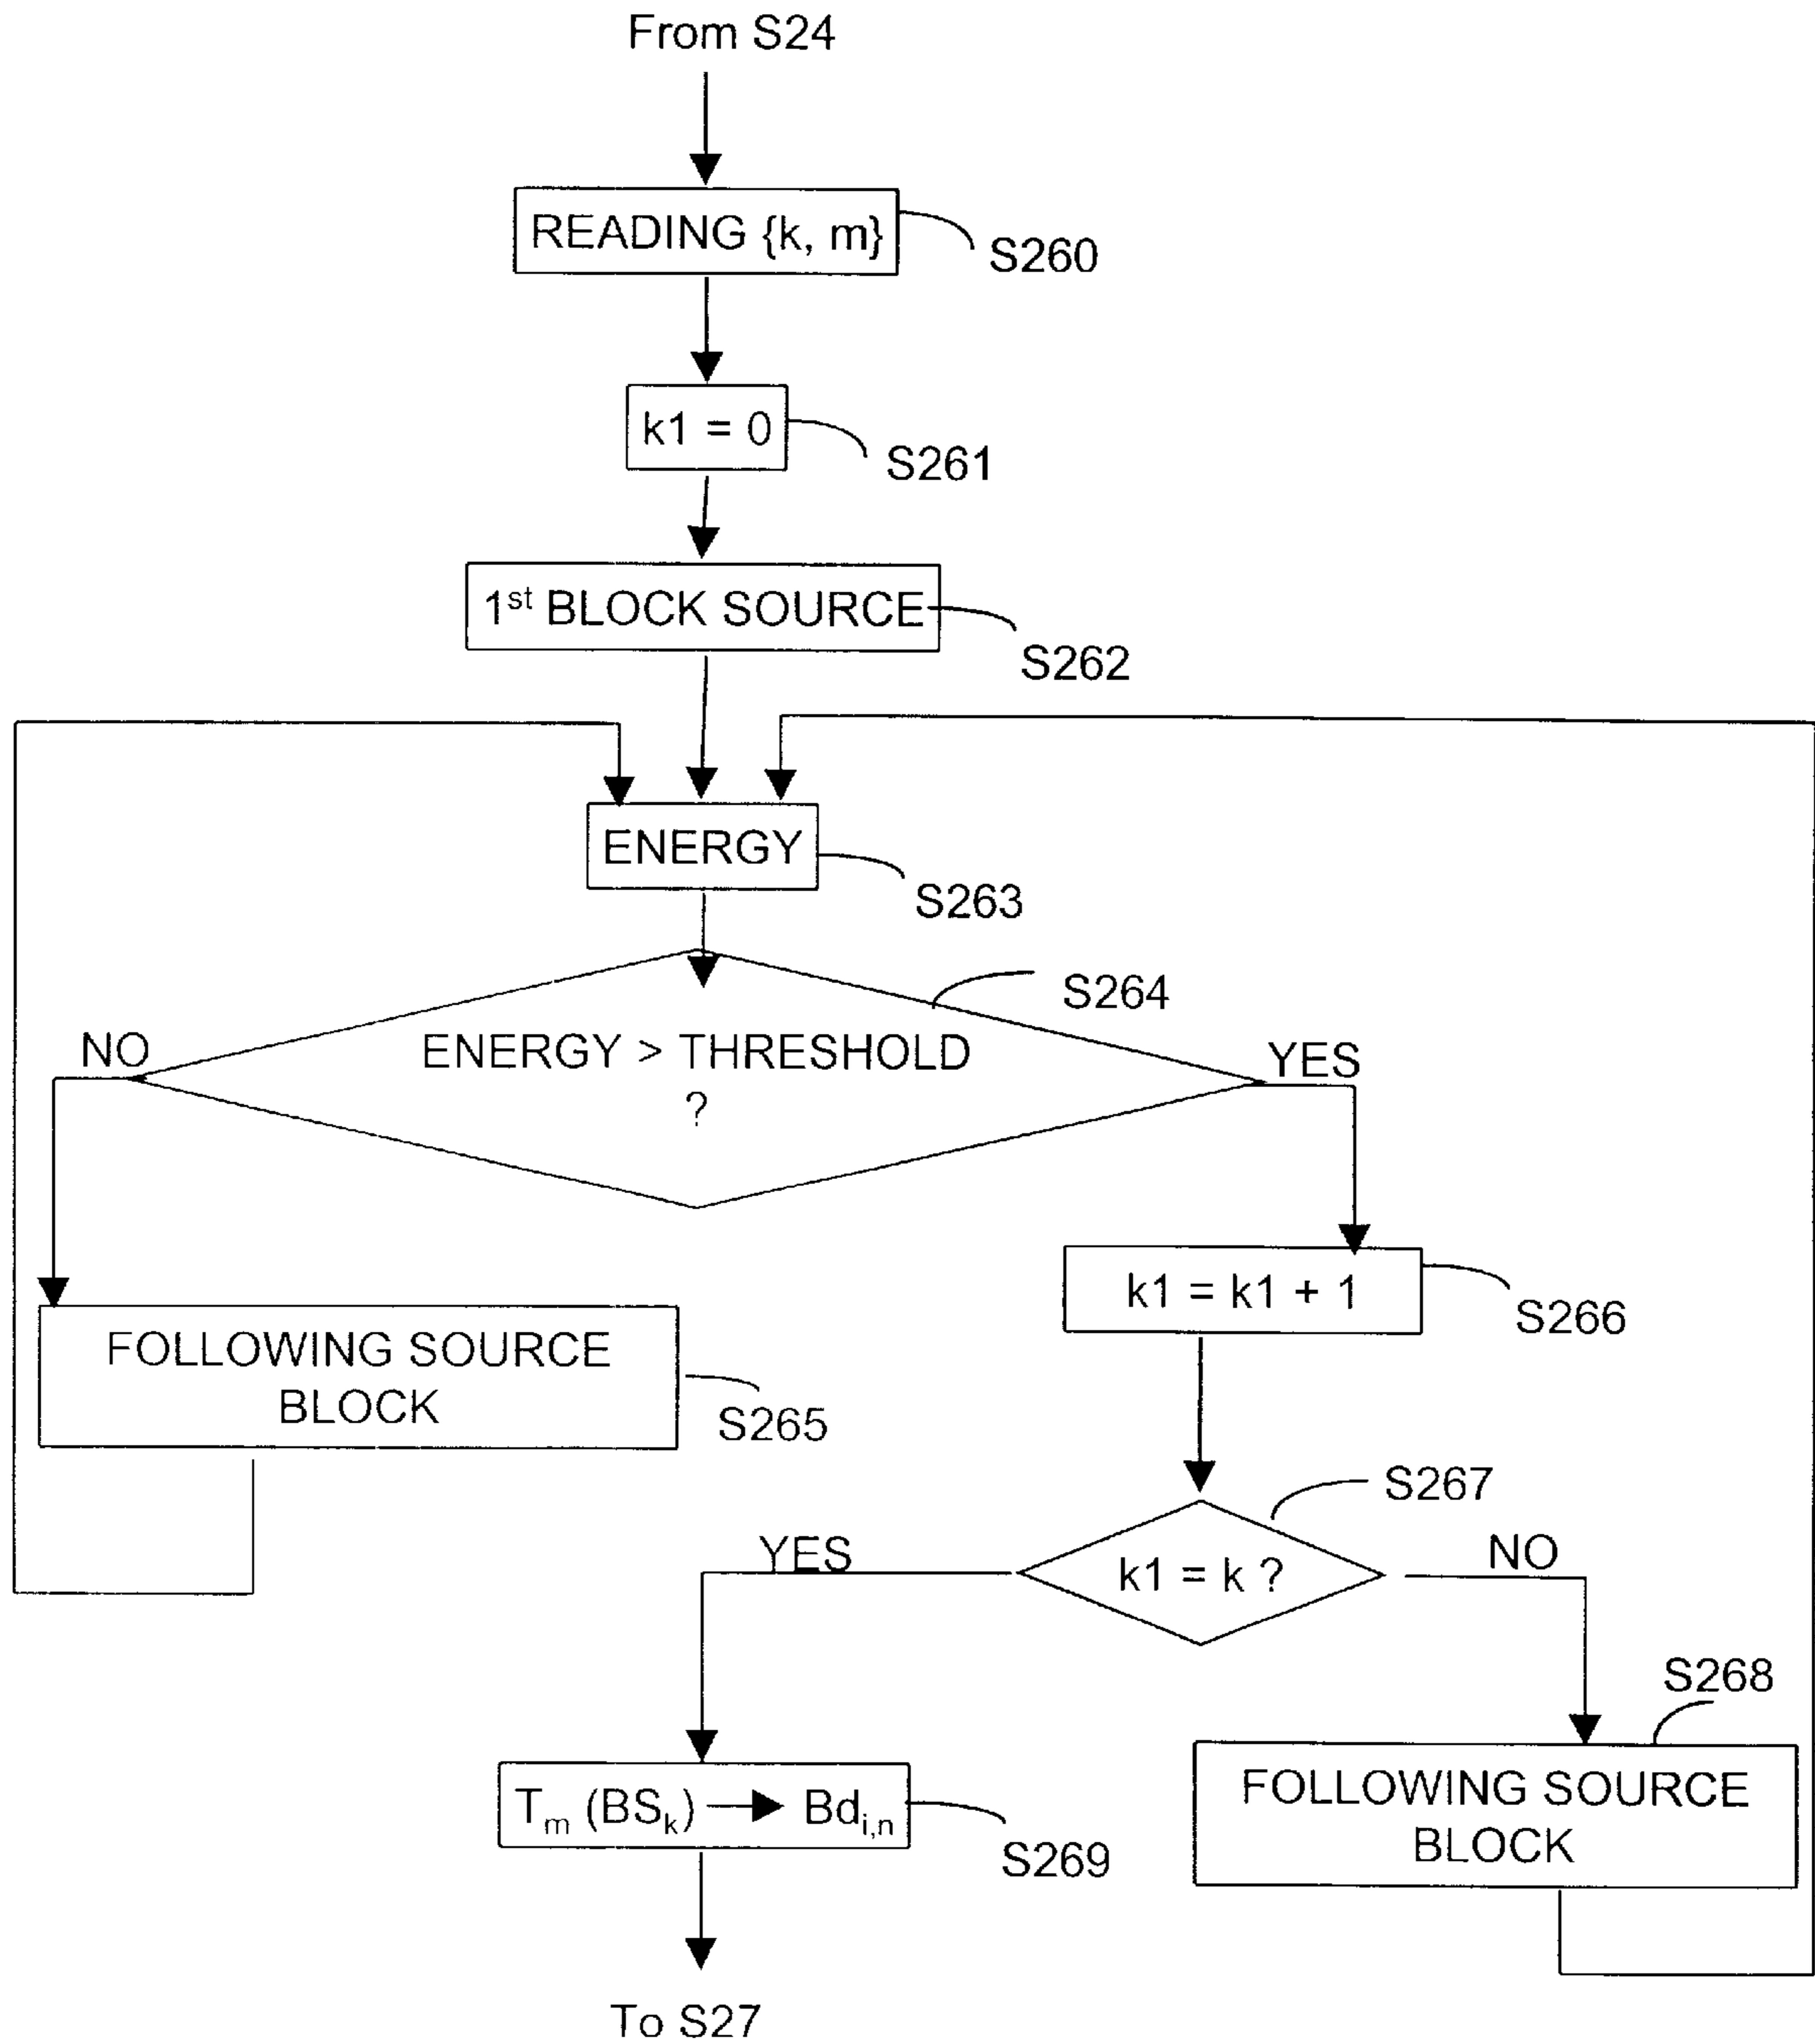 From S24
READING {k, m}
S260
k1 = 0
S261
1st BLOCK SOURCE
S262
ENERGY
S263
S264
NO
ENERGY > THRESHOLD
?
YES
k1 = k1 + 1
S266
FOLLOWING SOURCE
BLOCK
S265
S267
YES
k1 = k ?
NO
S268
Tm (BSk) → Bdi,n
S269
FOLLOWING SOURCE
BLOCK
To S27